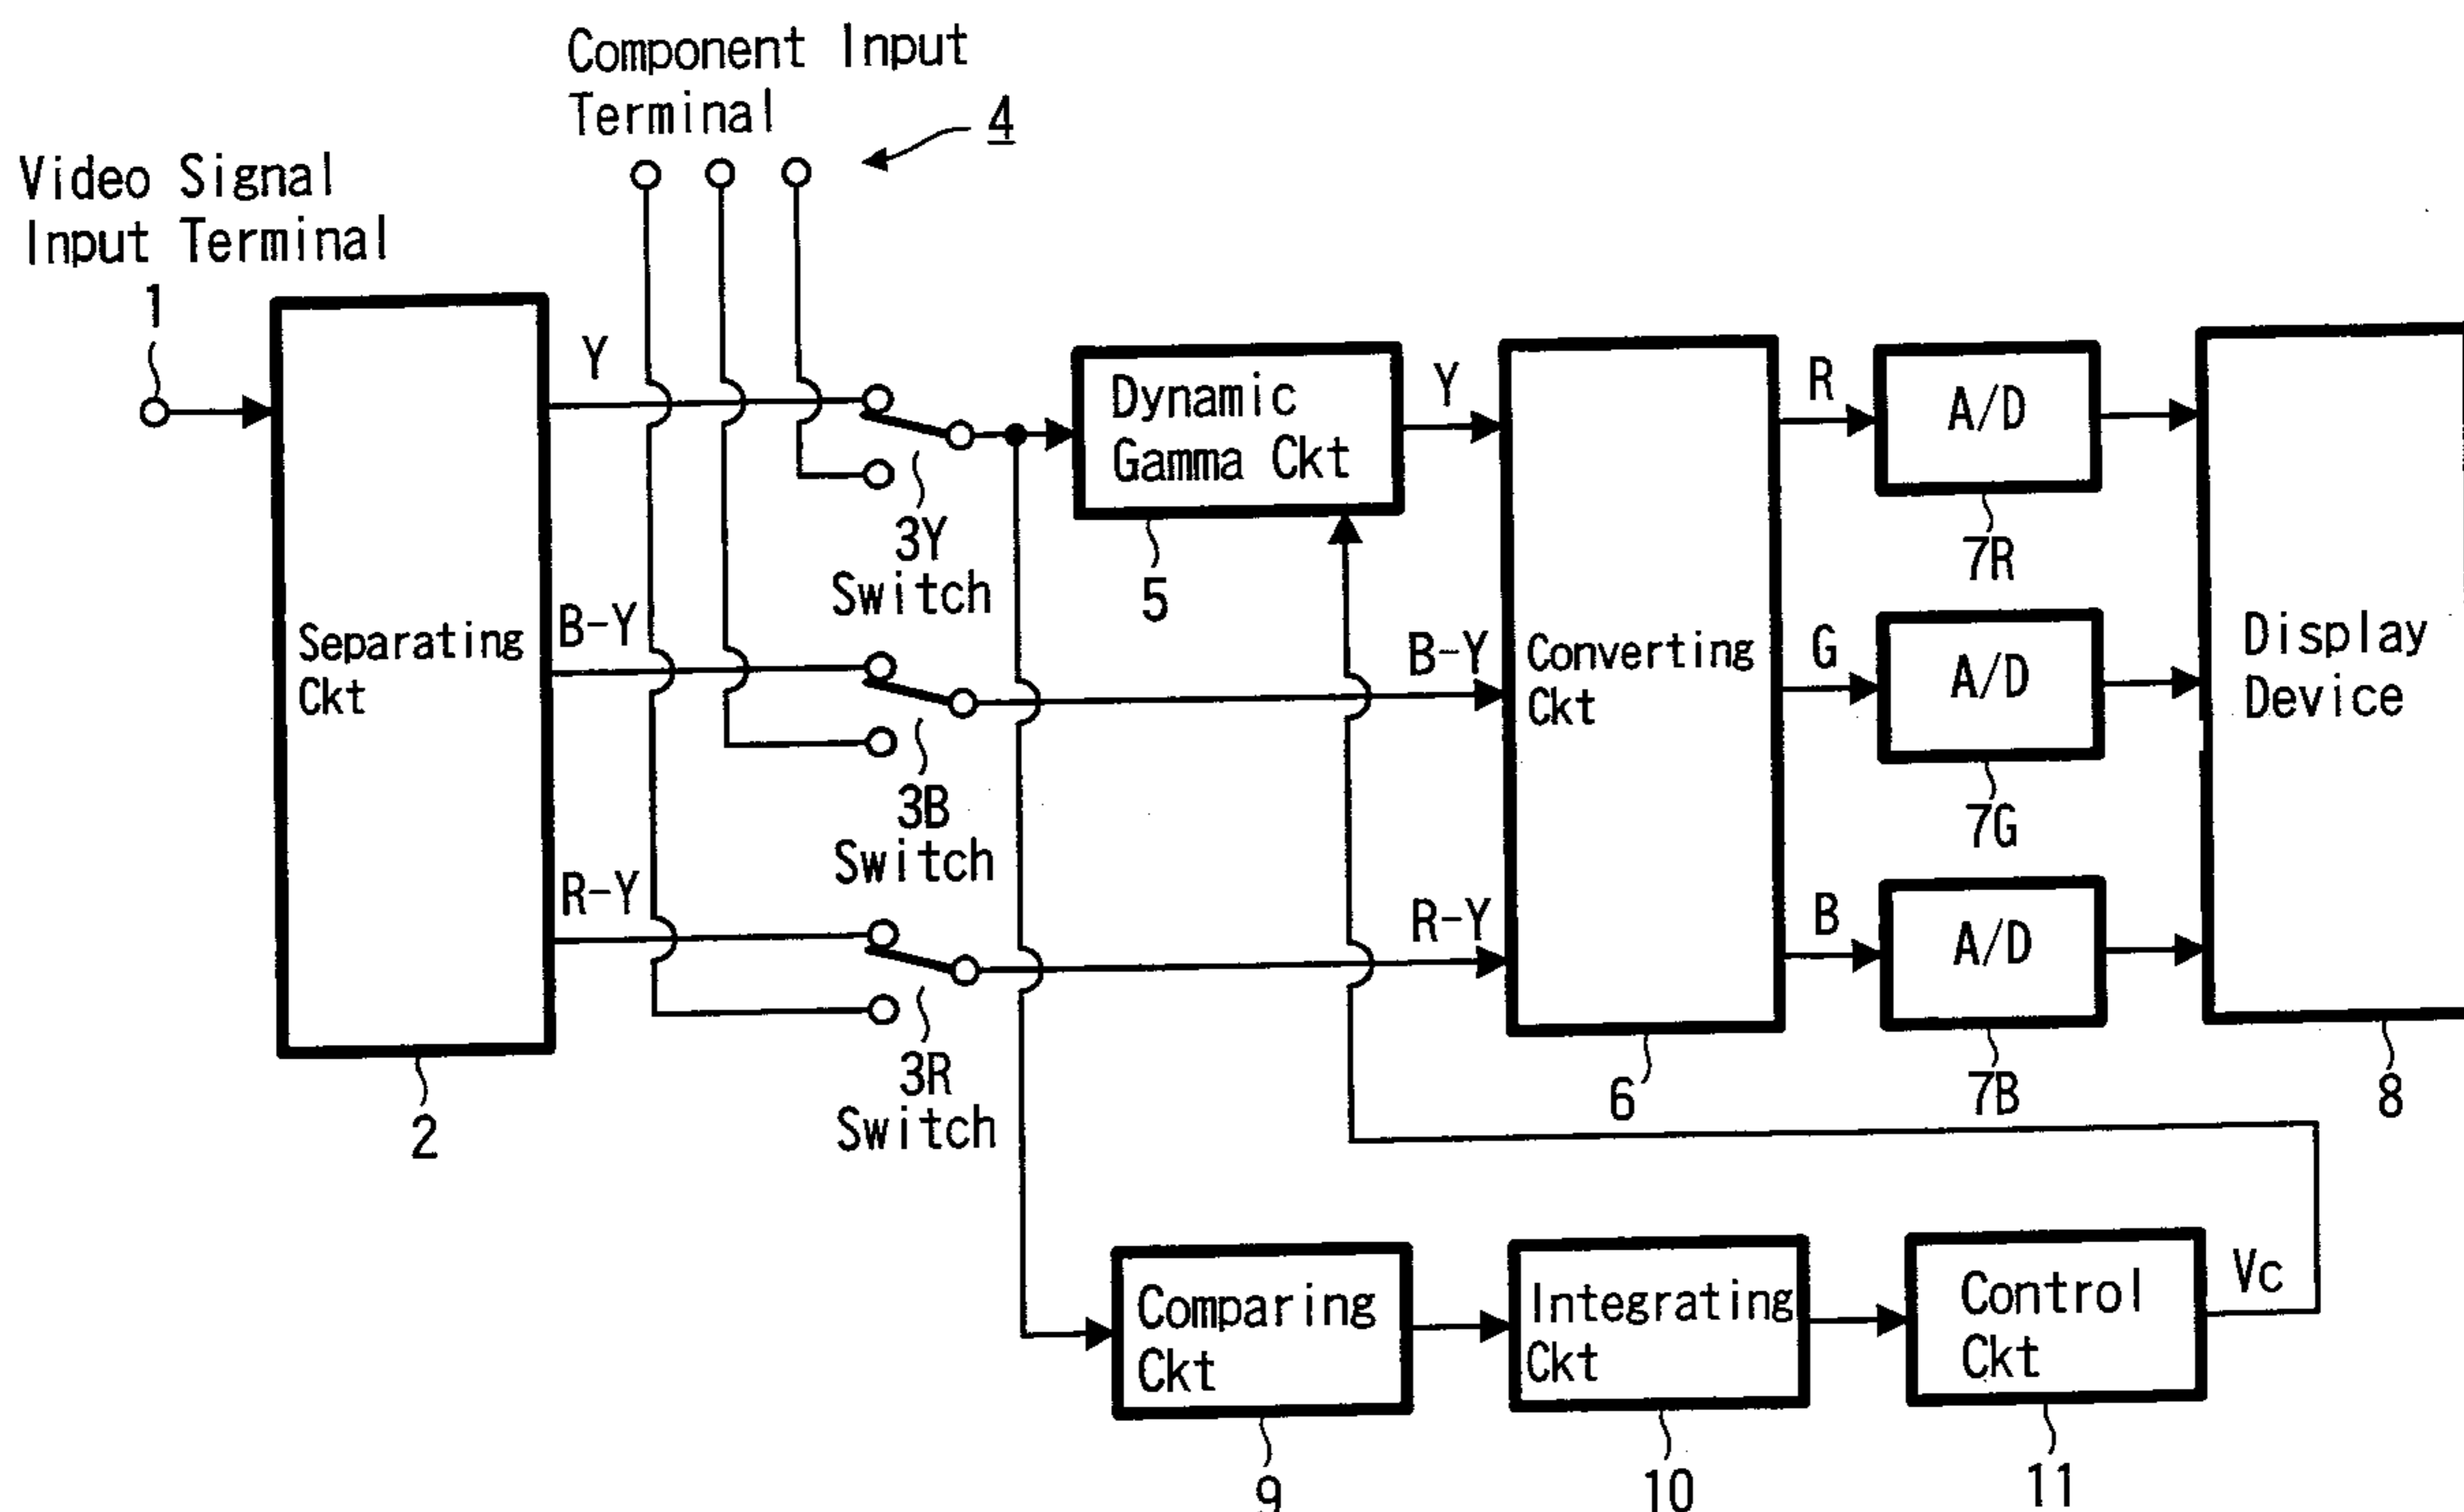 Component Input
Terminal
4
Video Signal
Input Terminal
1
Y
Dynamic
Gamma Ckt
Y
R
A/D
3Y
Switch
5
7R
Separating
Ckt
B-Y
B-Y
Converting
Ckt
G
A/D
Display
Device
3B
Switch
7G
R-Y
R-Y
B
A/D
3R
Switch
2
6
7B
8
Comparing
Ckt
Integrating
Ckt
Control
Ckt
Vc
9
10
11